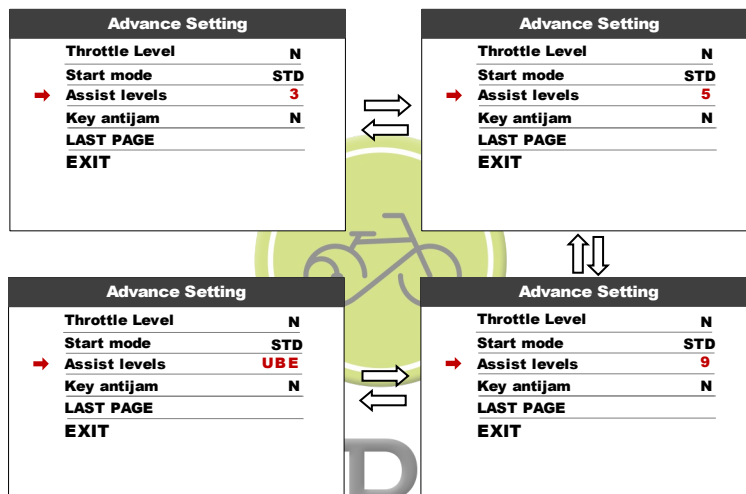 Advance Setting
Throttle Level N
Start mode STD
Assist levels 3
Key antijam N
LAST PAGE
EXIT
Advance Setting
Throttle Level N
Start mode STD
Assist levels 5
Key antijam N
LAST PAGE
EXIT
Advance Setting
Throttle Level N
Start mode STD
Assist levels UBE
Key antijam N
LAST PAGE
EXIT
Advance Setting
Throttle Level N
Start mode STD
Assist levels 9
Key antijam N
LAST PAGE
EXIT